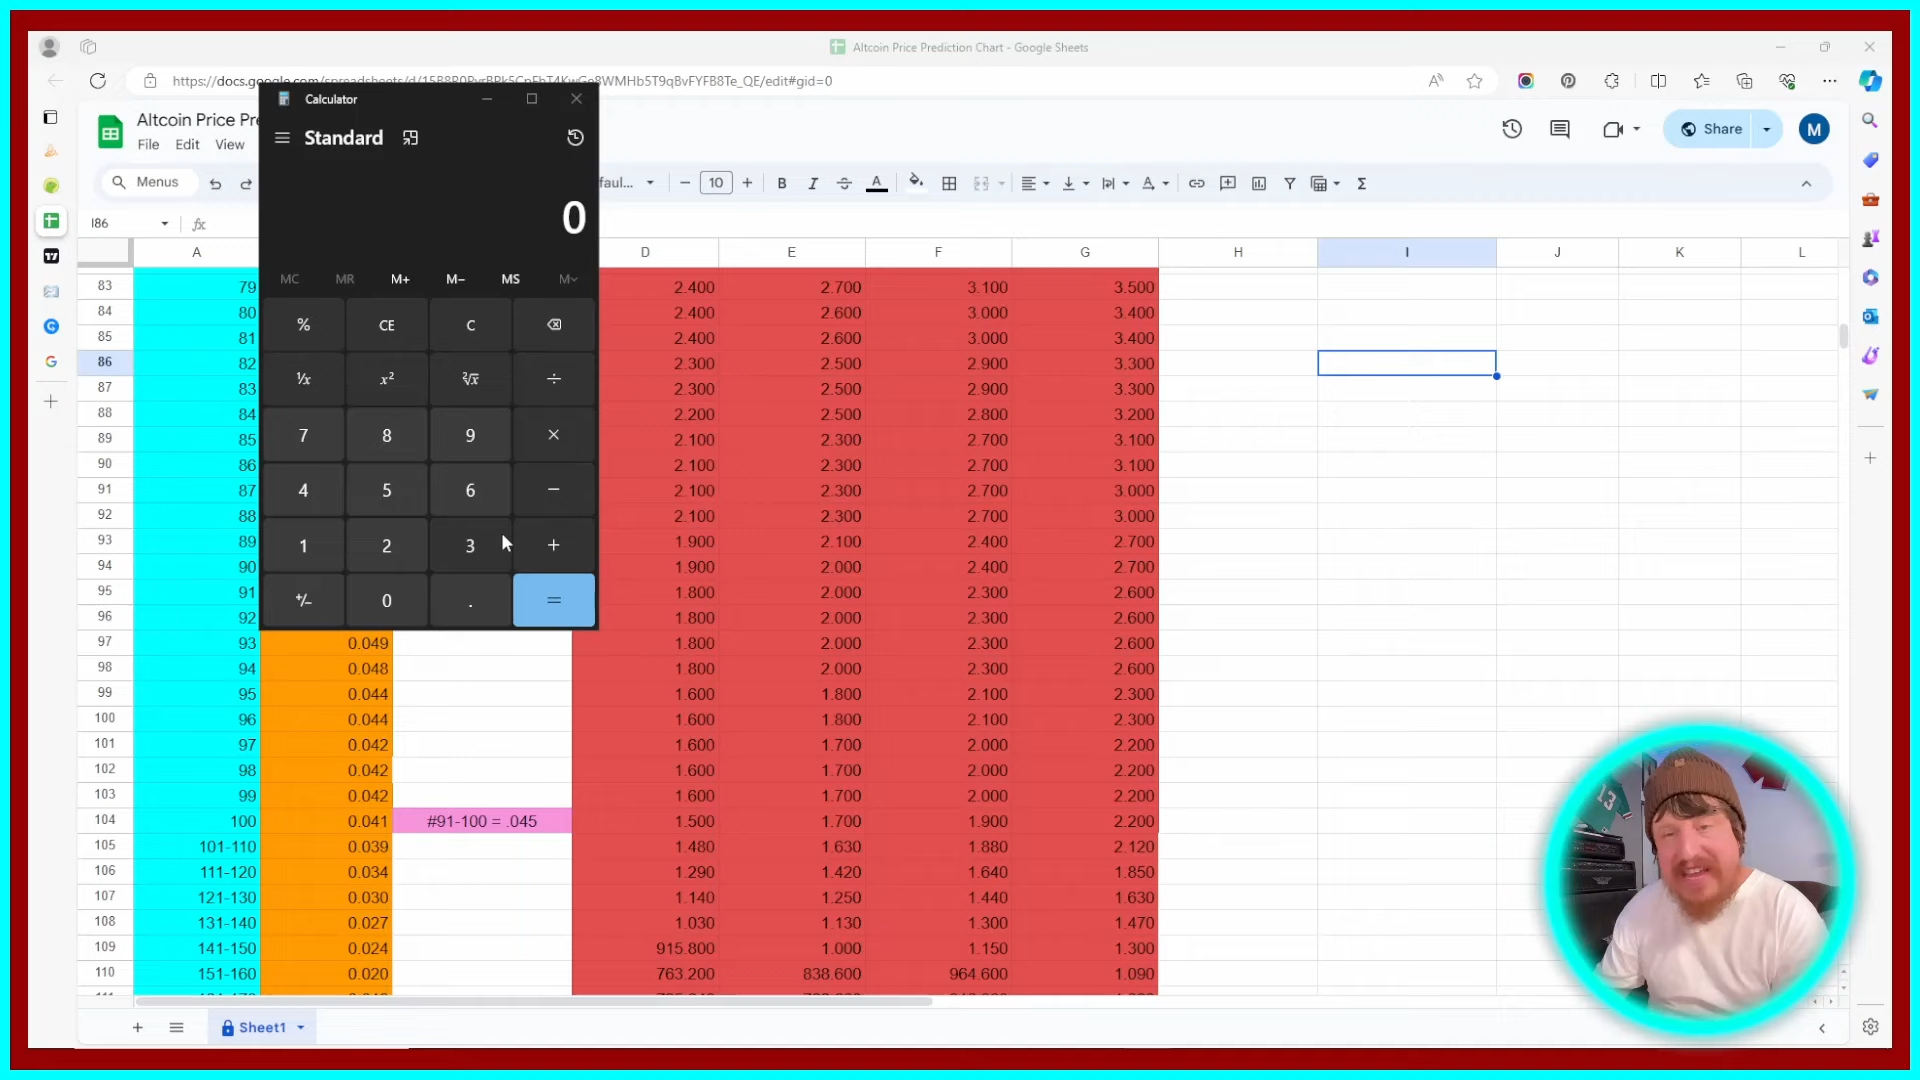 Altcoin Price Prediction Chart - Google Sheets
https://docs.google.com/spreadsheets/d/
WMHb5T9qBvFYFB8Te_QE/edit#gid=0
Calculator
Altcoin Price Pre
Standard
Share
M
File Edit View
Menus
faul...
10
B I A
I86
fx
0
A D E F G H I J K L
MC MR M+ M- MS M
83 79 2.400 2.700 3.100 3.500
84 80 2.400 2.600 3.000 3.400
85 81 2.400 2.600 3.000 3.400
86 82 2.300 2.500 2.900 3.300
87 83 2.300 2.500 2.900 3.300
88 84 2.200 2.500 2.800 3.200
89 85 2.100 2.300 2.700 3.100
90 86 2.100 2.300 2.700 3.100
91 87 2.100 2.300 2.700 3.000
92 88 2.100 2.300 2.700 3.000
93 89 1.900 2.100 2.400 2.700
94 90 1.900 2.000 2.400 2.700
95 91 1.800 2.000 2.300 2.600
96 92 1.800 2.000 2.300 2.600
% CE C
⅟x x² ²√x ÷
7 8 9 ×
4 5 6 −
1 2 3 +
+/− 0 . =
97 93 0.049 1.800 2.000 2.300 2.600
98 94 0.048 1.800 2.000 2.300 2.600
99 95 0.044 1.600 1.800 2.100 2.300
100 96 0.044 1.600 1.800 2.100 2.300
101 97 0.042 1.600 1.700 2.000 2.200
102 98 0.042 1.600 1.700 2.000 2.200
103 99 0.042 1.600 1.700 2.000 2.200
104 100 0.041 #91-100 = .045 1.500 1.700 1.900 2.200
105 101-110 0.039 1.480 1.630 1.880 2.120
106 111-120 0.034 1.290 1.420 1.640 1.850
107 121-130 0.030 1.140 1.250 1.440 1.630
108 131-140 0.027 1.030 1.130 1.300 1.470
109 141-150 0.024 915.800 1.000 1.150 1.300
110 151-160 0.020 763.200 838.600 964.600 1.090
13
Sheet1